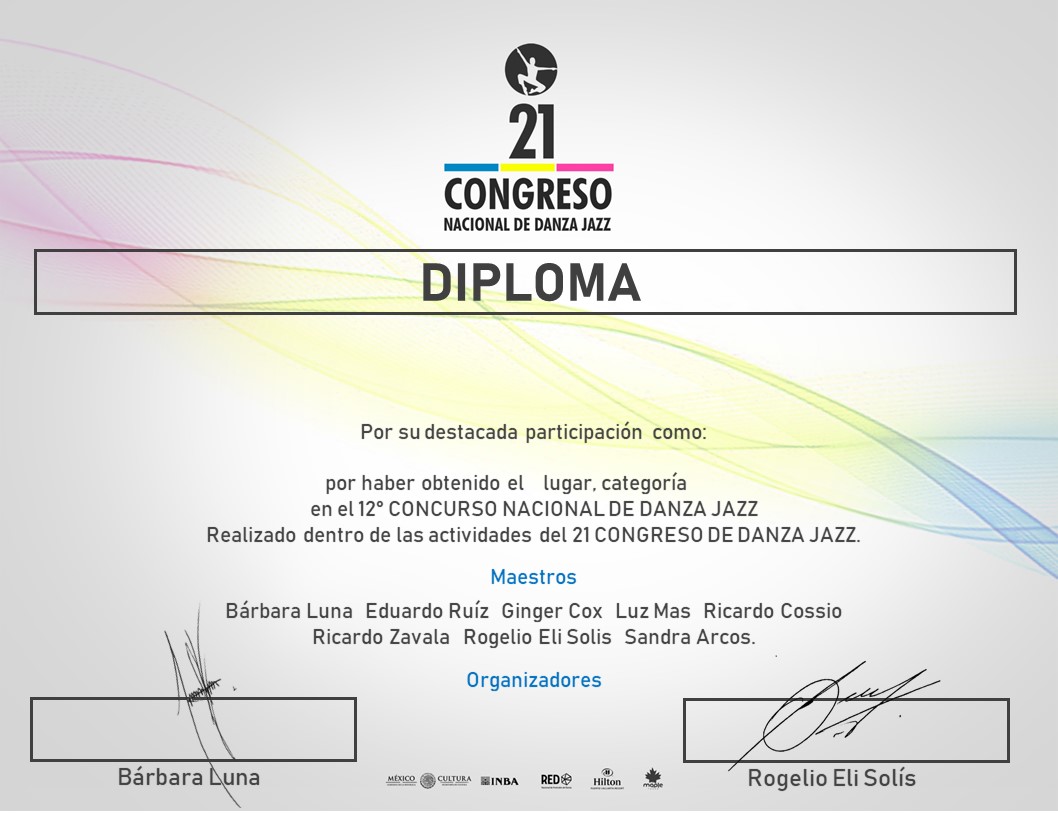 21
CONGRESO
NACIONAL DE DANZA JAZZ
DIPLOMA
Por su destacada participación como:
por haber obtenido el lugar, categoría
en el 12° CONCURSO NACIONAL DE DANZA JAZZ
Realizado dentro de las actividades del 21 CONGRESO DE DANZA JAZZ.
Maestros
Bárbara Luna Eduardo Ruíz Ginger Cox Luz Mas Ricardo Cossio
Ricardo Zavala Rogelio Eli Solis Sandra Arcos.
Organizadores
Bárbara Luna
MÉXICO CULTURA INBA RED Hilton maple
Rogelio Eli Solís